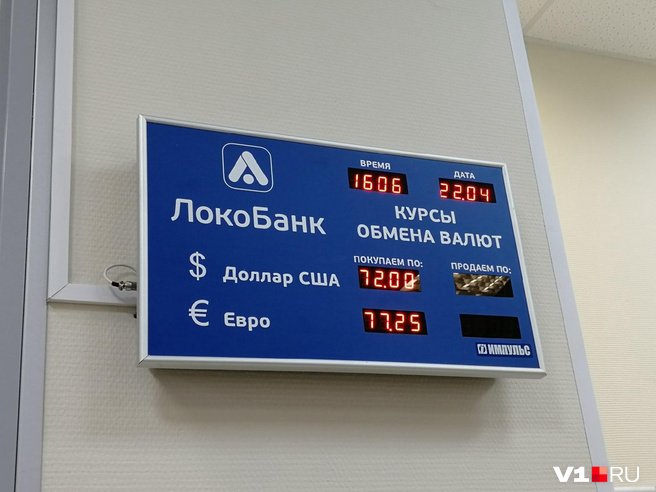 ВРЕМЯ
ДАТА
1606
22.04
ЛокоБанк
КУРСЫ
ОБМЕНА ВАЛЮТ
ПОКУПАЕМ ПО:
ПРОДАЕМ ПО:
$ Доллар США 72.00
€ Евро 77.25
ИМПУЛЬС
V1.RU